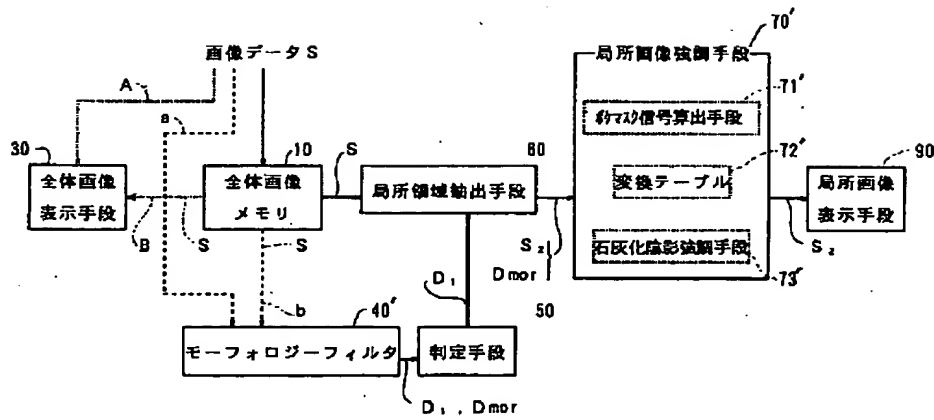 画像データS
A
a
30
全体画像
表示手段
B
S
10
全体画像
メモリ
S
b
S
60
局所領域抽出手段
D₁
S₂
Dmor
50
判定手段
40'
モーフォロジーフィルタ
D₁, Dmor
70'
局所画像強調手段
71'
ボケマスク信号算出手段
72'
変換テーブル
石灰化陰影強調手段
73'
S₂
90
局所画像
表示手段